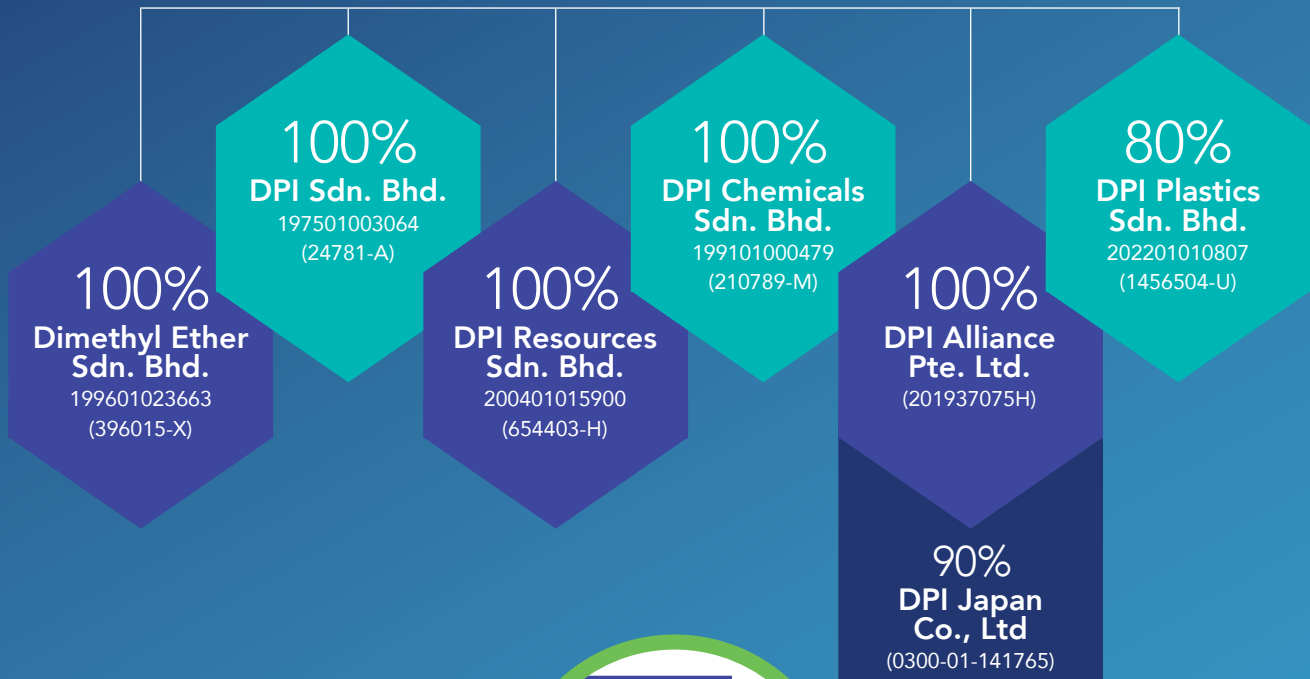 100%
Dimethyl Ether
Sdn. Bhd.
199601023663
(396015-X)
100%
DPI Sdn. Bhd.
197501003064
(24781-A)
100%
DPI Resources
Sdn. Bhd.
200401015900
(654403-H)
100%
DPI Chemicals
Sdn. Bhd.
199101000479
(210789-M)
100%
DPI Alliance
Pte. Ltd.
(201937075H)
90%
DPI Japan
Co., Ltd
(0300-01-141765)
80%
DPI Plastics
Sdn. Bhd.
202201010807
(1456504-U)